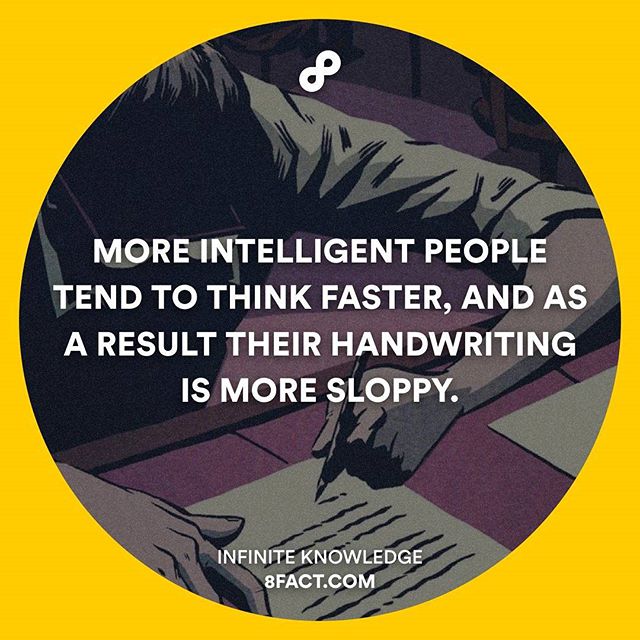 MORE INTELLIGENT PEOPLE
TEND TO THINK FASTER, AND AS
A RESULT THEIR HANDWRITING
IS MORE SLOPPY.
INFINITE KNOWLEDGE
8FACT.COM